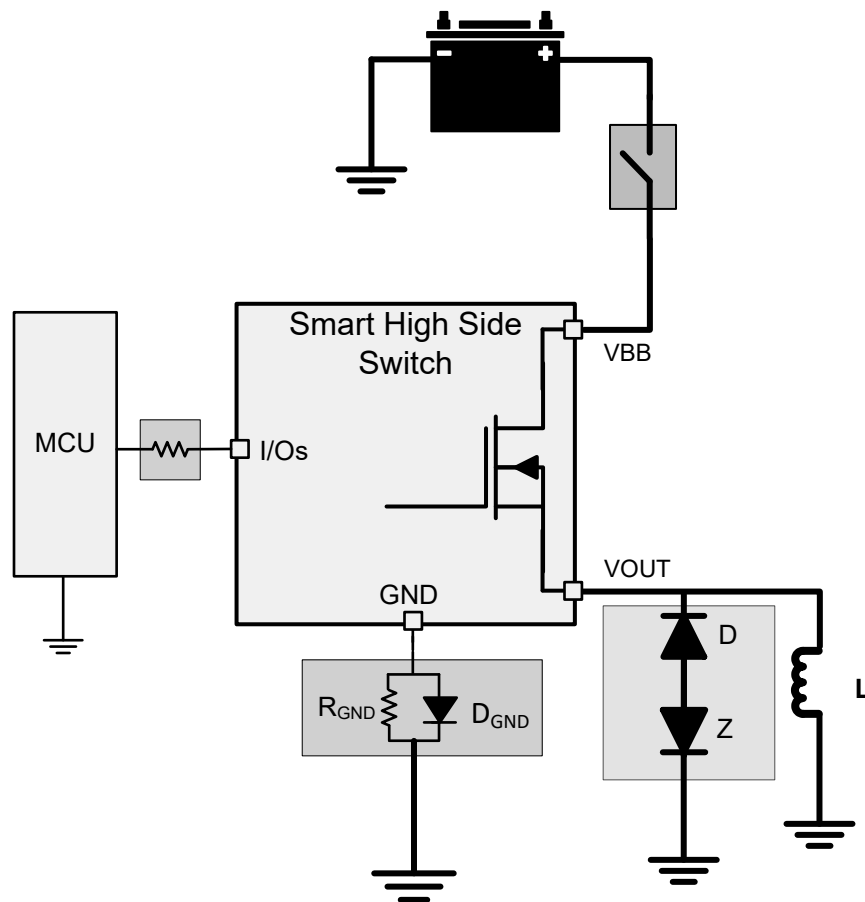 - +
Smart High Side
Switch
VBB
MCU
I/Os
VOUT
GND
D
RGND
DGND
Z
L